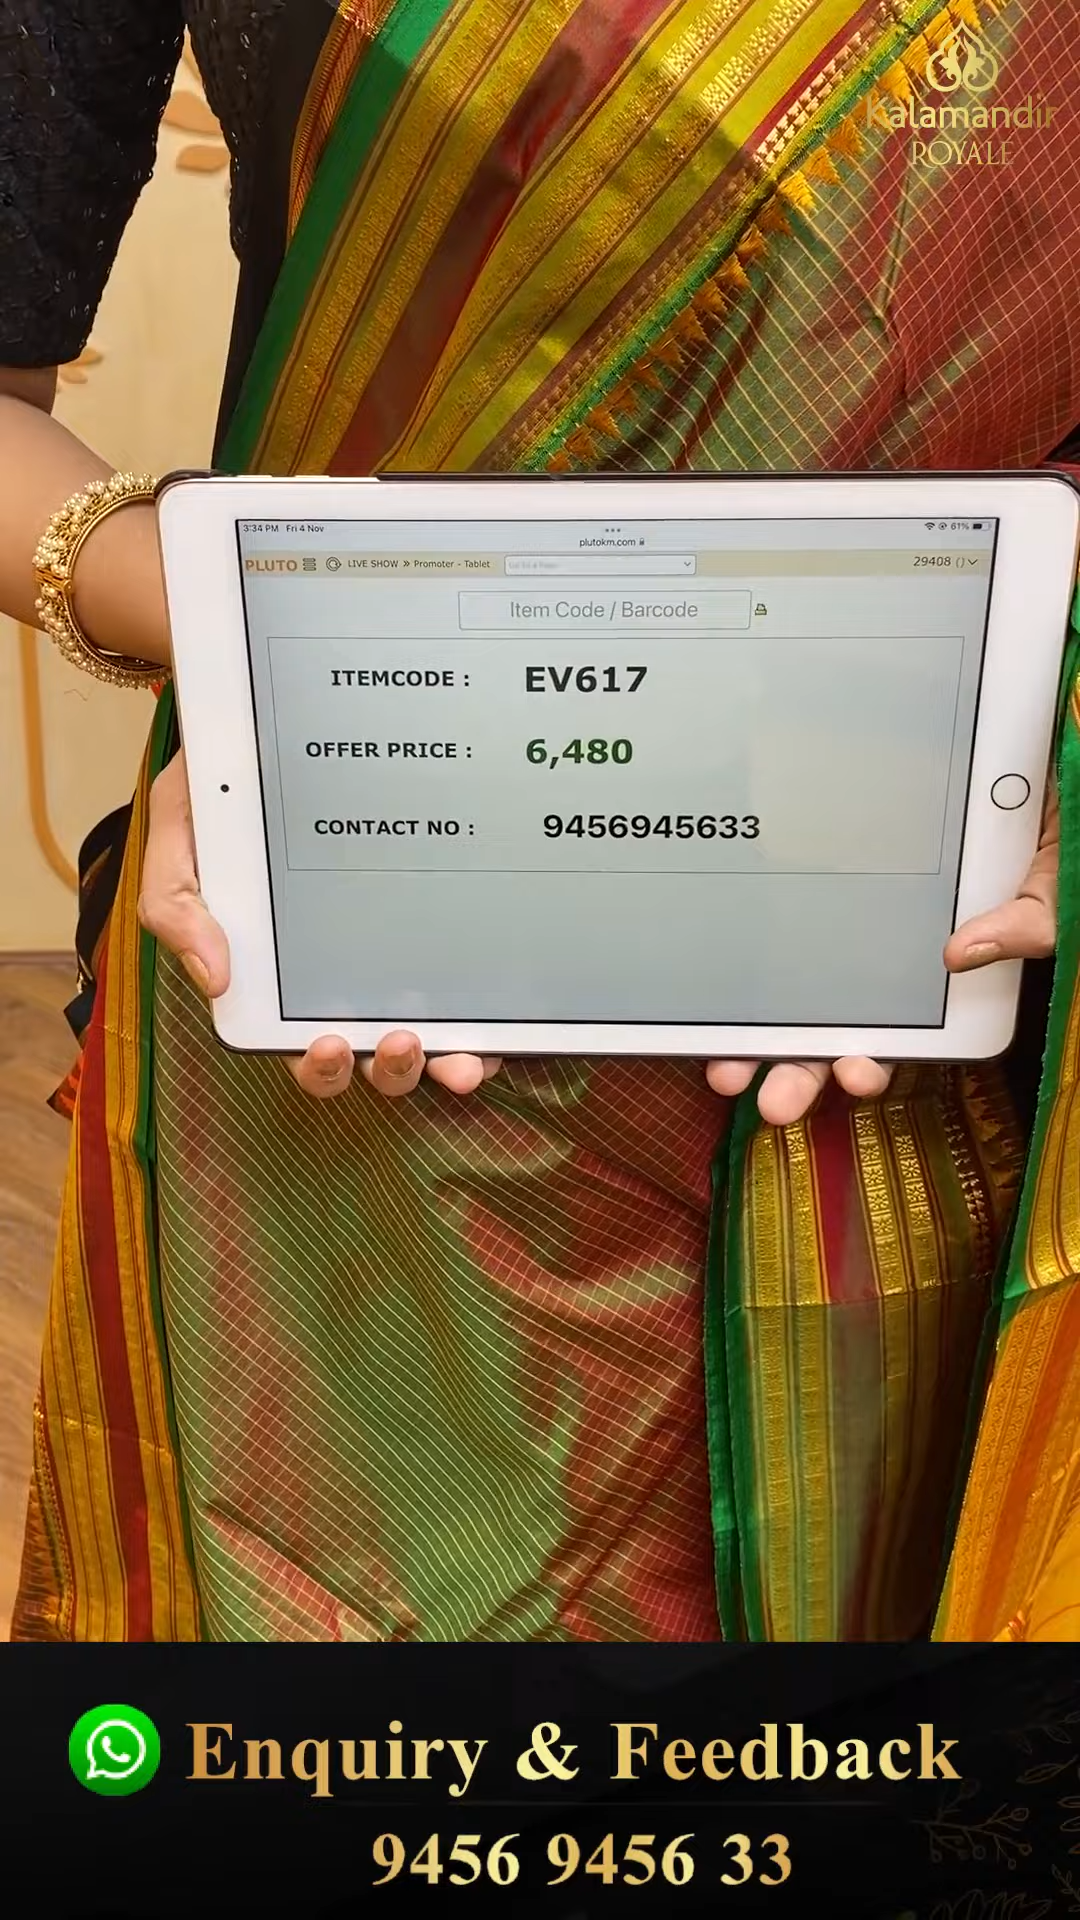 Kalamandir
ROYALE
3:34 PM Fri 4 Nov
61%
plutokm.com
PLUTO LIVE SHOW » Promoter - Tablet
29408 ()
Item Code / Barcode
ITEMCODE : EV617
OFFER PRICE : 6,480
CONTACT NO : 9456945633
Enquiry & Feedback
9456 9456 33